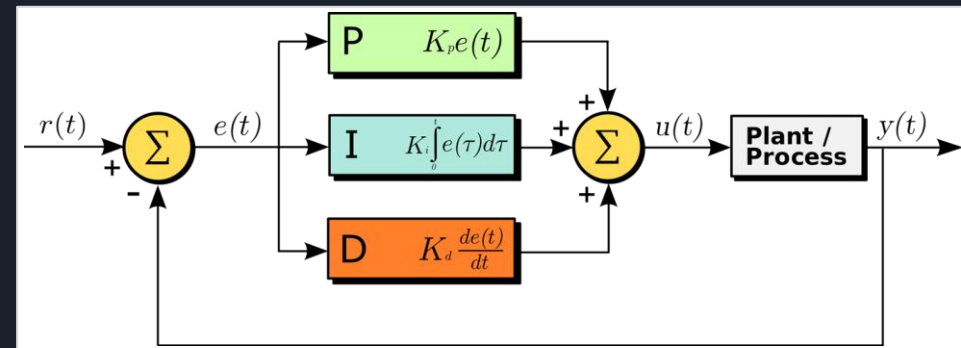 P K_p e(t)
r(t)
Σ
e(t)
I K_i ∫_0^t e(τ)dτ
Σ
u(t)
Plant /
Process
y(t)
+
-
+
+
+
D K_d de(t)/dt